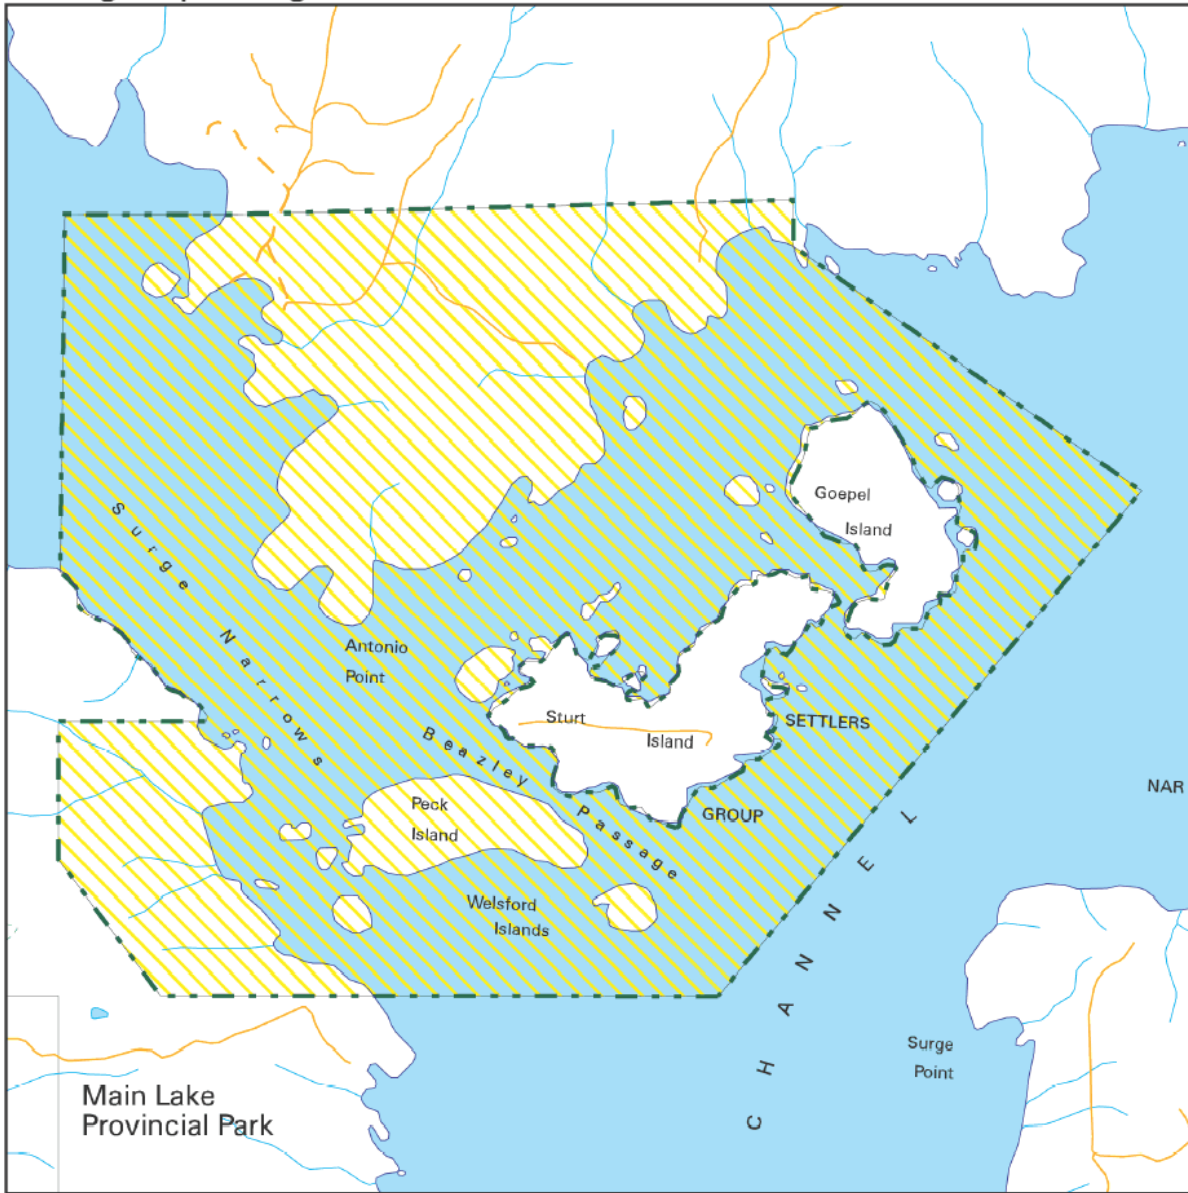 Goepel
Island
Surge Narrows
Antonio
Point
Sturt
Island
SETTLERS
GROUP
Beazley Passage
Peck
Island
NAR
Welsford
Islands
CHANNEL
Surge
Point
Main Lake
Provincial Park